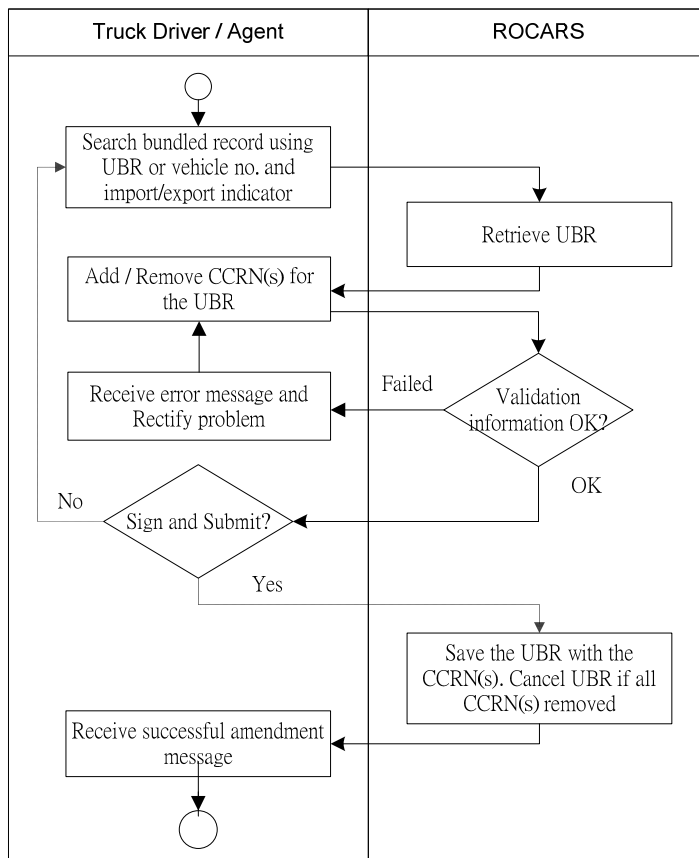 Truck Driver / Agent
ROCARS
Search bundled record using
UBR or vehicle no. and
import/export indicator
Retrieve UBR
Add / Remove CCRN(s) for
the UBR
Receive error message and
Rectify problem
Failed
Validation
information OK?
OK
No
Sign and Submit?
Yes
Save the UBR with the
CCRN(s). Cancel UBR if all
CCRN(s) removed
Receive successful amendment
message